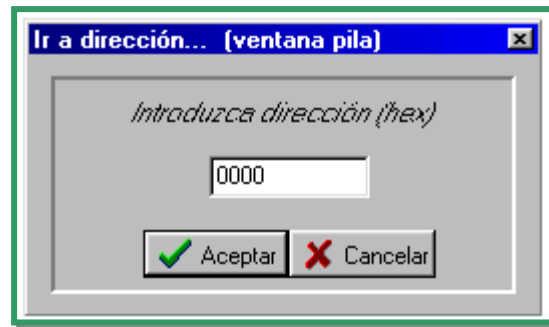 Ir a dirección... (ventana pila)
Introduzca dirección (hex)
0000
Aceptar Cancelar